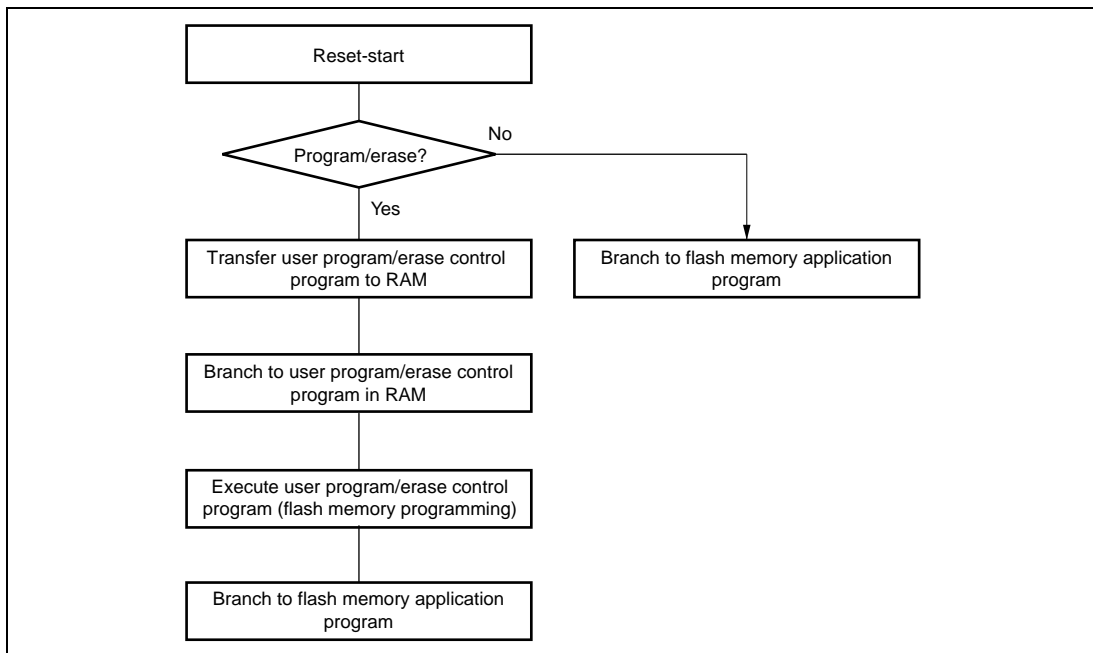 Reset-start
Program/erase?
No
Yes
Transfer user program/erase control
program to RAM
Branch to flash memory application
program
Branch to user program/erase control
program in RAM
Execute user program/erase control
program (flash memory programming)
Branch to flash memory application
program